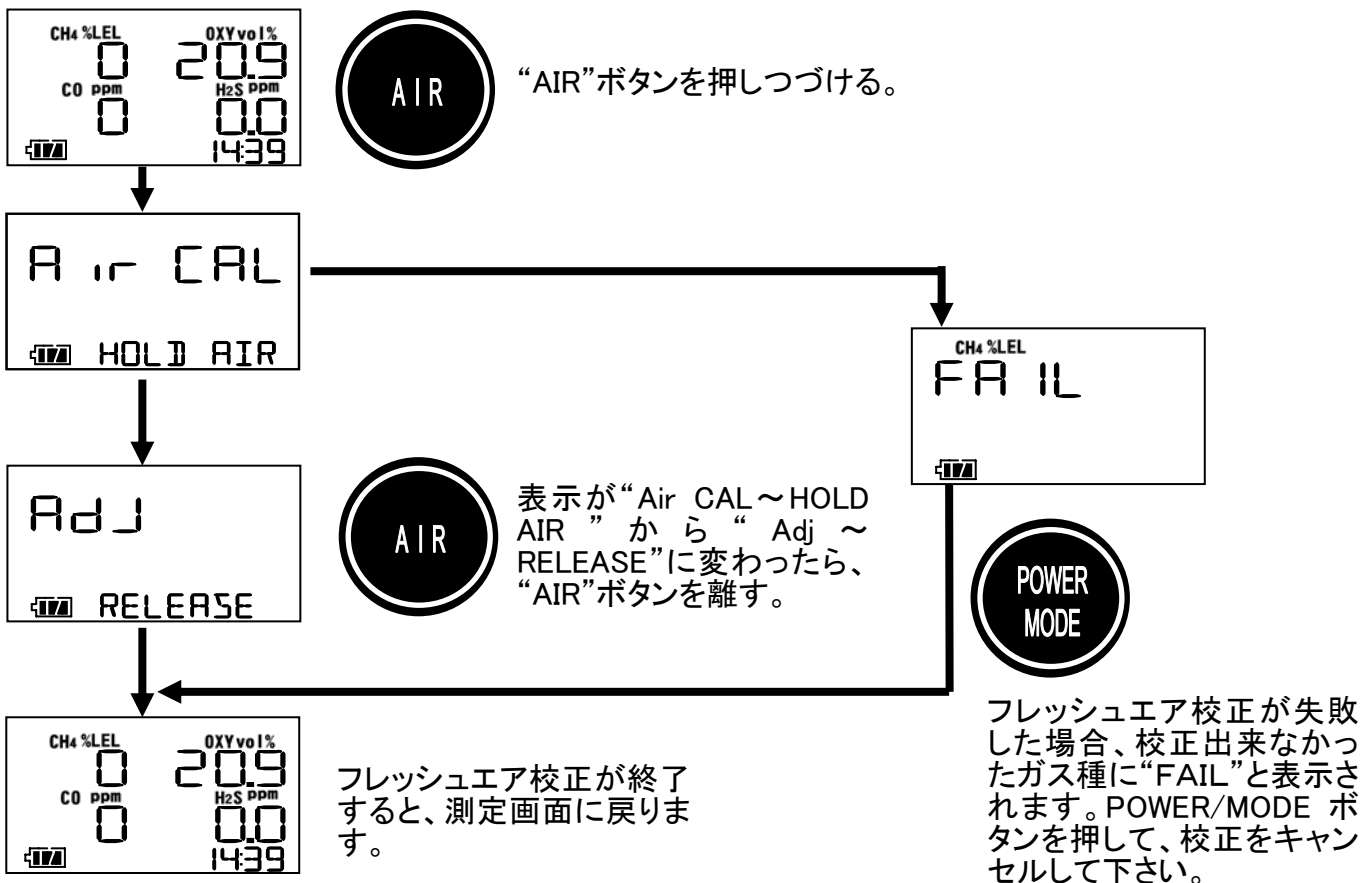 CH4 %LEL OXY vol%
0 20.9
CO ppm H2S ppm
0 0.0
14:39
AIR
“AIR”ボタンを押しつづける。
Air CAL
HOLD AIR
CH4 %LEL
FAIL
Adj
RELEASE
AIR
表示が“Air CAL～HOLD
AIR ” か ら “ Adj ～
RELEASE”に変わったら、
“AIR”ボタンを離す。
POWER
MODE
フレッシュエア校正が失敗
した場合、校正出来なかっ
たガス種に“FAIL”と表示さ
れます。POWER/MODE ボ
タンを押して、校正をキャン
セルして下さい。
CH4 %LEL OXY vol%
0 20.9
CO ppm H2S ppm
0 0.0
14:39
フレッシュエア校正が終了
すると、測定画面に戻りま
す。